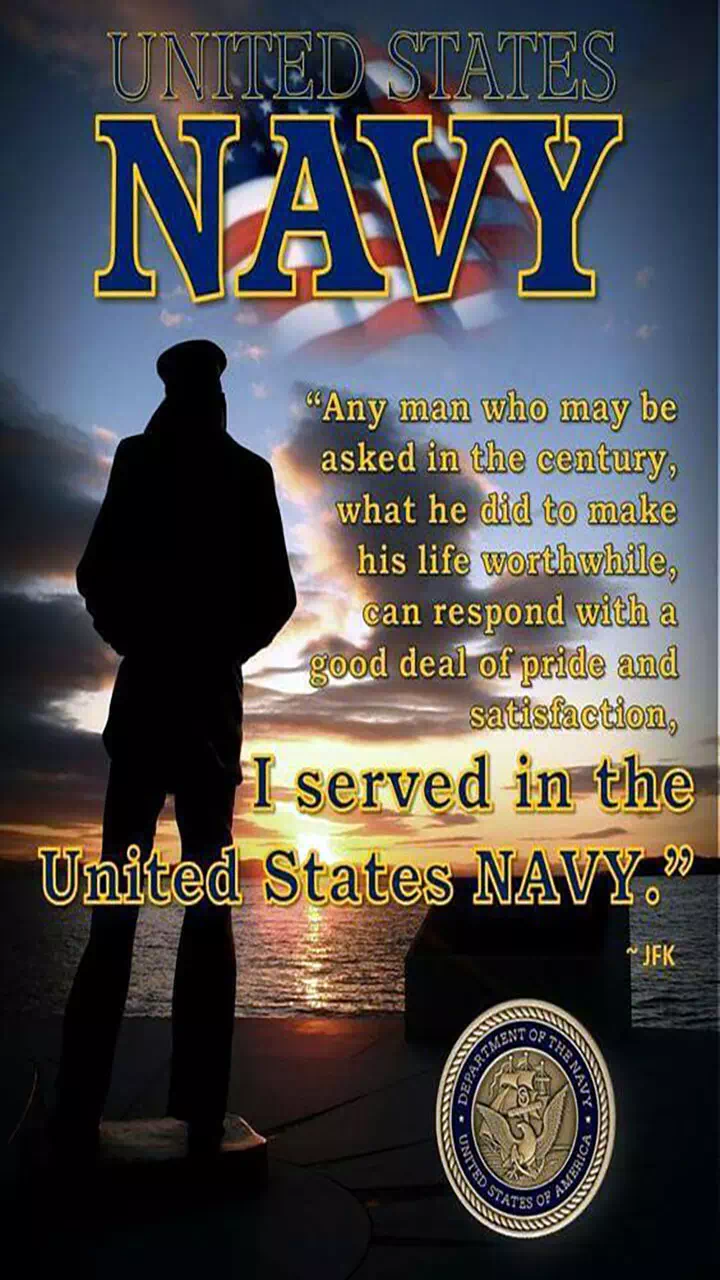 UNITED STATES
NAVY
“Any man who may be
asked in the century,
what he did to make
his life worthwhile,
can respond with a
good deal of pride and
satisfaction,
I served in the
United States NAVY.”
~ JFK
DEPARTMENT OF THE NAVY
UNITED STATES OF AMERICA